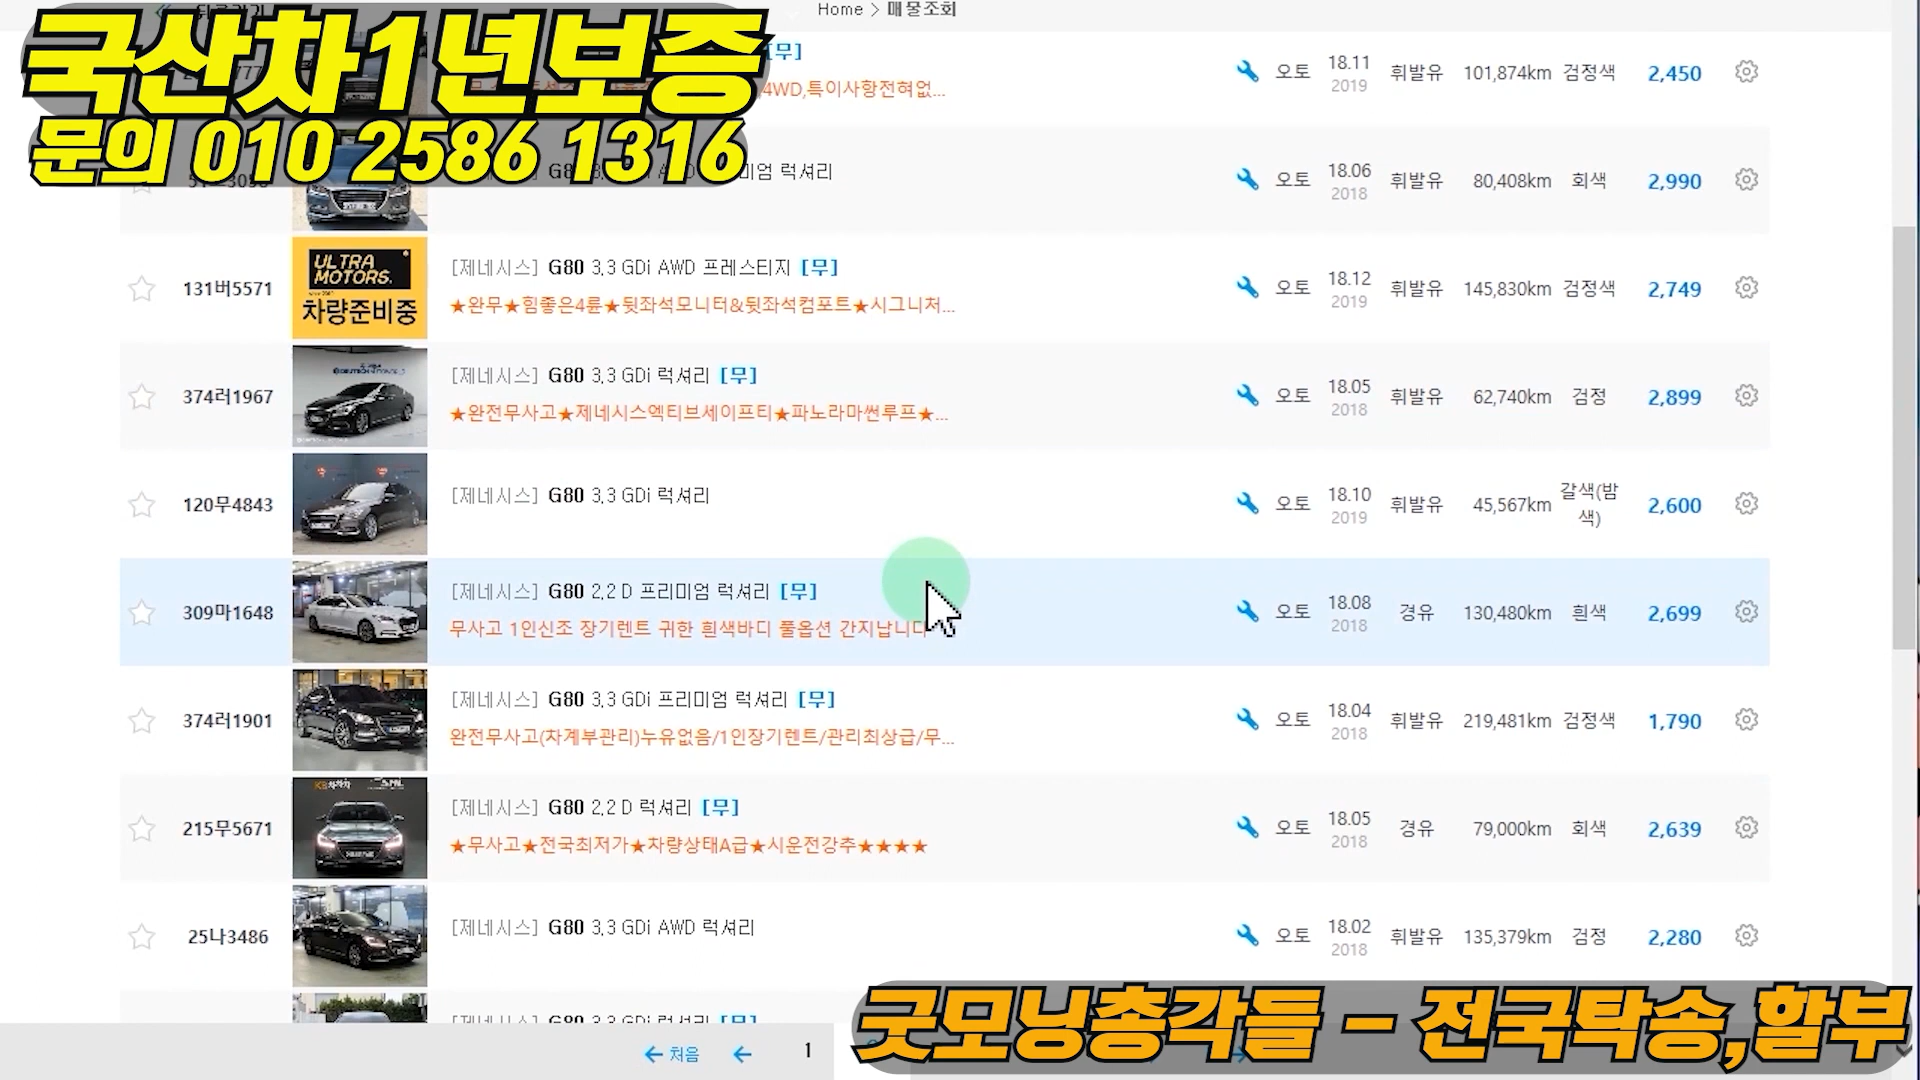 Home > 매물조회
국산차1년보증
문의 010 2586 1316
[무]
4WD,특이사항전혀없...
오토 18.11 2019 휘발유 101,874km 검정색 2,450
럭셔리
오토 18.06 2018 휘발유 80,408km 회색 2,990
ULTRA MOTORS.
차량준비중
131버5571 [제네시스] G80 3.3 GDi AWD 프레스티지 [무]
★완무★힘좋은4륜★뒷좌석모니터&뒷좌석컴포트★시그니처...
오토 18.12 2019 휘발유 145,830km 검정색 2,749
374러1967 [제네시스] G80 3.3 GDi 럭셔리 [무]
★완전무사고★제네시스엑티브세이프티★파노라마썬루프★...
오토 18.05 2018 휘발유 62,740km 검정 2,899
120무4843 [제네시스] G80 3.3 GDi 럭셔리
오토 18.10 2019 휘발유 45,567km 갈색(밤색) 2,600
309마1648 [제네시스] G80 2.2 D 프리미엄 럭셔리 [무]
무사고 1인신조 장기렌트 귀한 흰색바디 풀옵션 간지납니다
오토 18.08 2018 경유 130,480km 흰색 2,699
374러1901 [제네시스] G80 3.3 GDi 프리미엄 럭셔리 [무]
완전무사고(차계부관리)누유없음/1인장기렌트/관리최상급/무...
오토 18.04 2018 휘발유 219,481km 검정색 1,790
215무5671 [제네시스] G80 2.2 D 럭셔리 [무]
★무사고★전국최저가★차량상태A급★시운전강추★★★★
오토 18.05 2018 경유 79,000km 회색 2,639
25나3486 [제네시스] G80 3.3 GDi AWD 럭셔리
오토 18.02 2018 휘발유 135,379km 검정 2,280
[제네시스] G80 3.3 GDi 럭셔리 [무]
처음 1
굿모닝총각들 - 전국탁송,할부